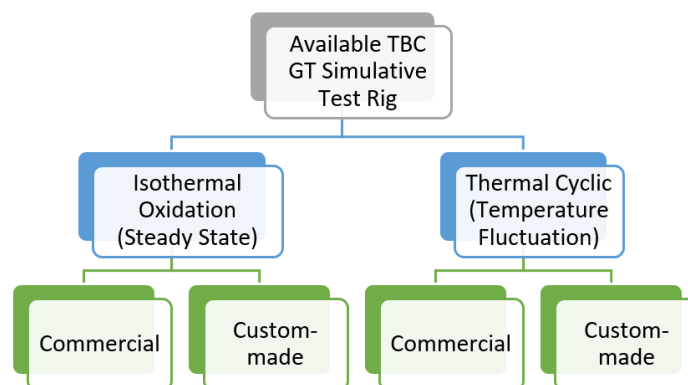 Available TBC
GT Simulative
Test Rig
Isothermal
Oxidation
(Steady State)
Thermal Cyclic
(Temperature
Fluctuation)
Commercial
Custom-
made
Commercial
Custom-
made